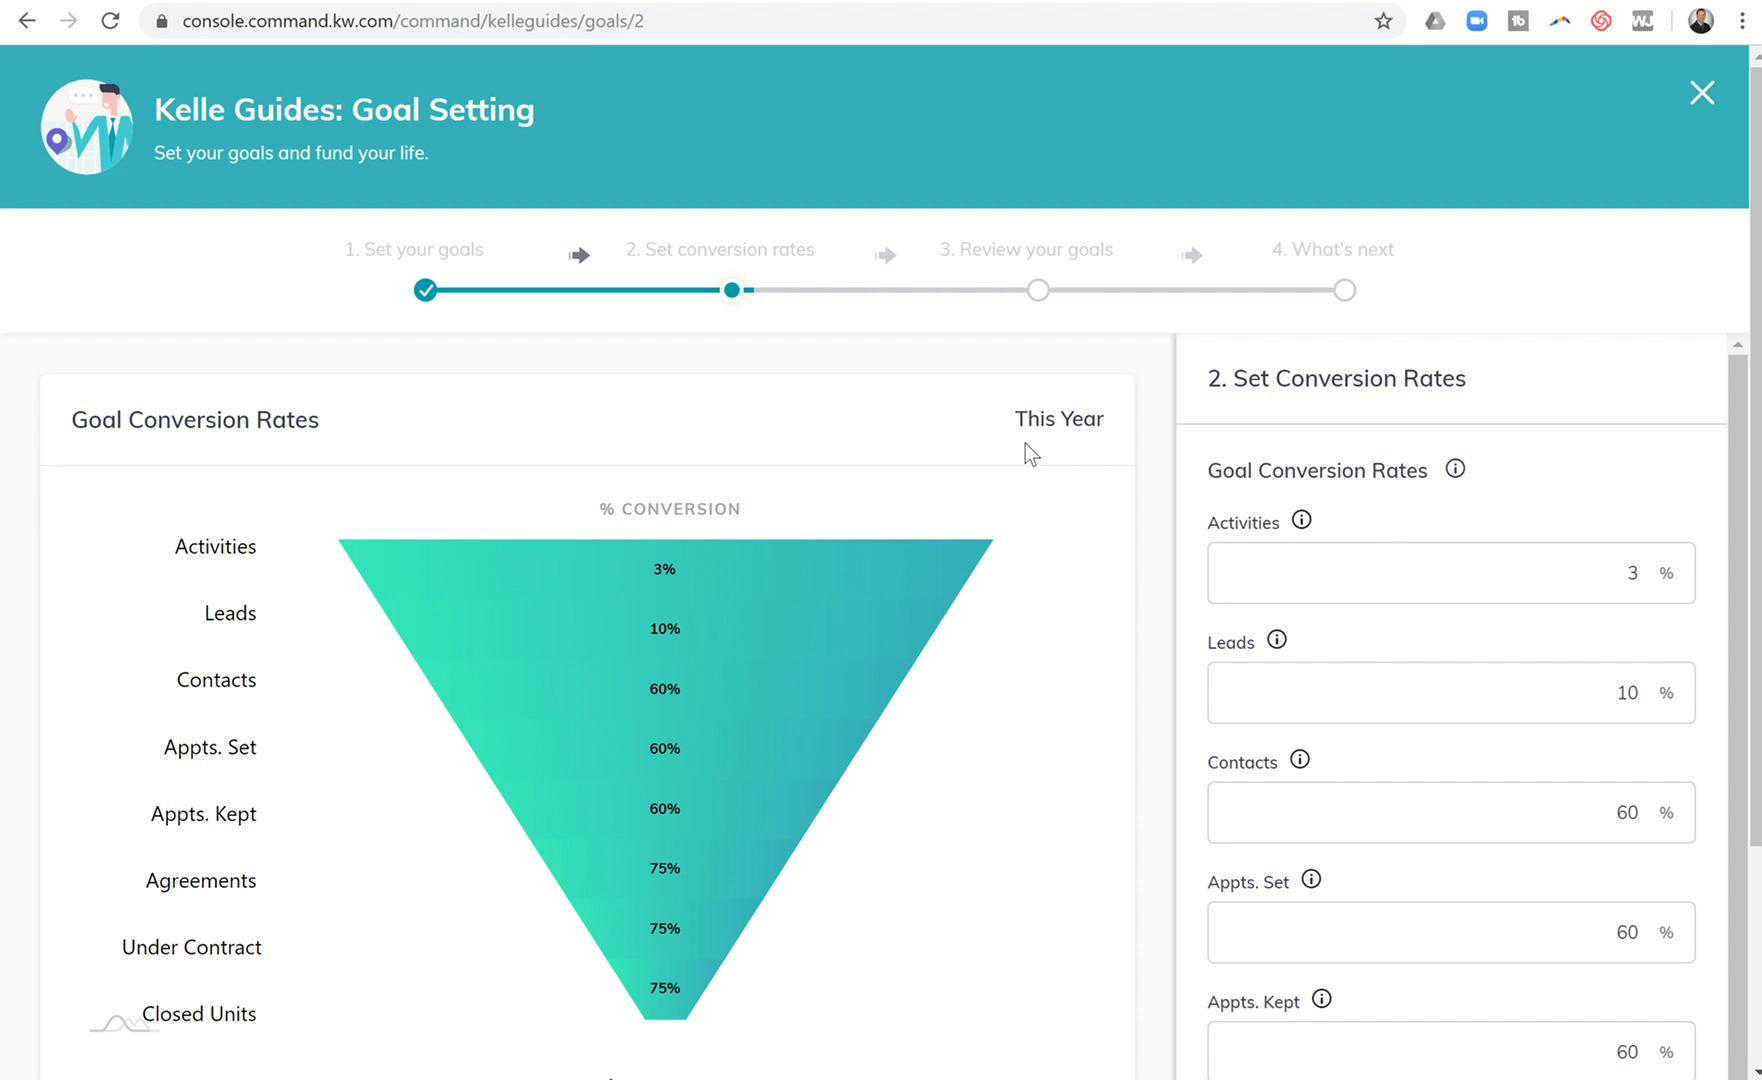 console.command.kw.com/command/kelleguides/goals/2
tb
WJ
Kelle Guides: Goal Setting
Set your goals and fund your life.
1. Set your goals
2. Set conversion rates
3. Review your goals
4. What's next
Goal Conversion Rates
This Year
% CONVERSION
Activities
3%
Leads
10%
Contacts
60%
Appts. Set
60%
Appts. Kept
60%
Agreements
75%
Under Contract
75%
Closed Units
75%
2. Set Conversion Rates
Goal Conversion Rates
Activities
3 %
Leads
10 %
Contacts
60 %
Appts. Set
60 %
Appts. Kept
60 %